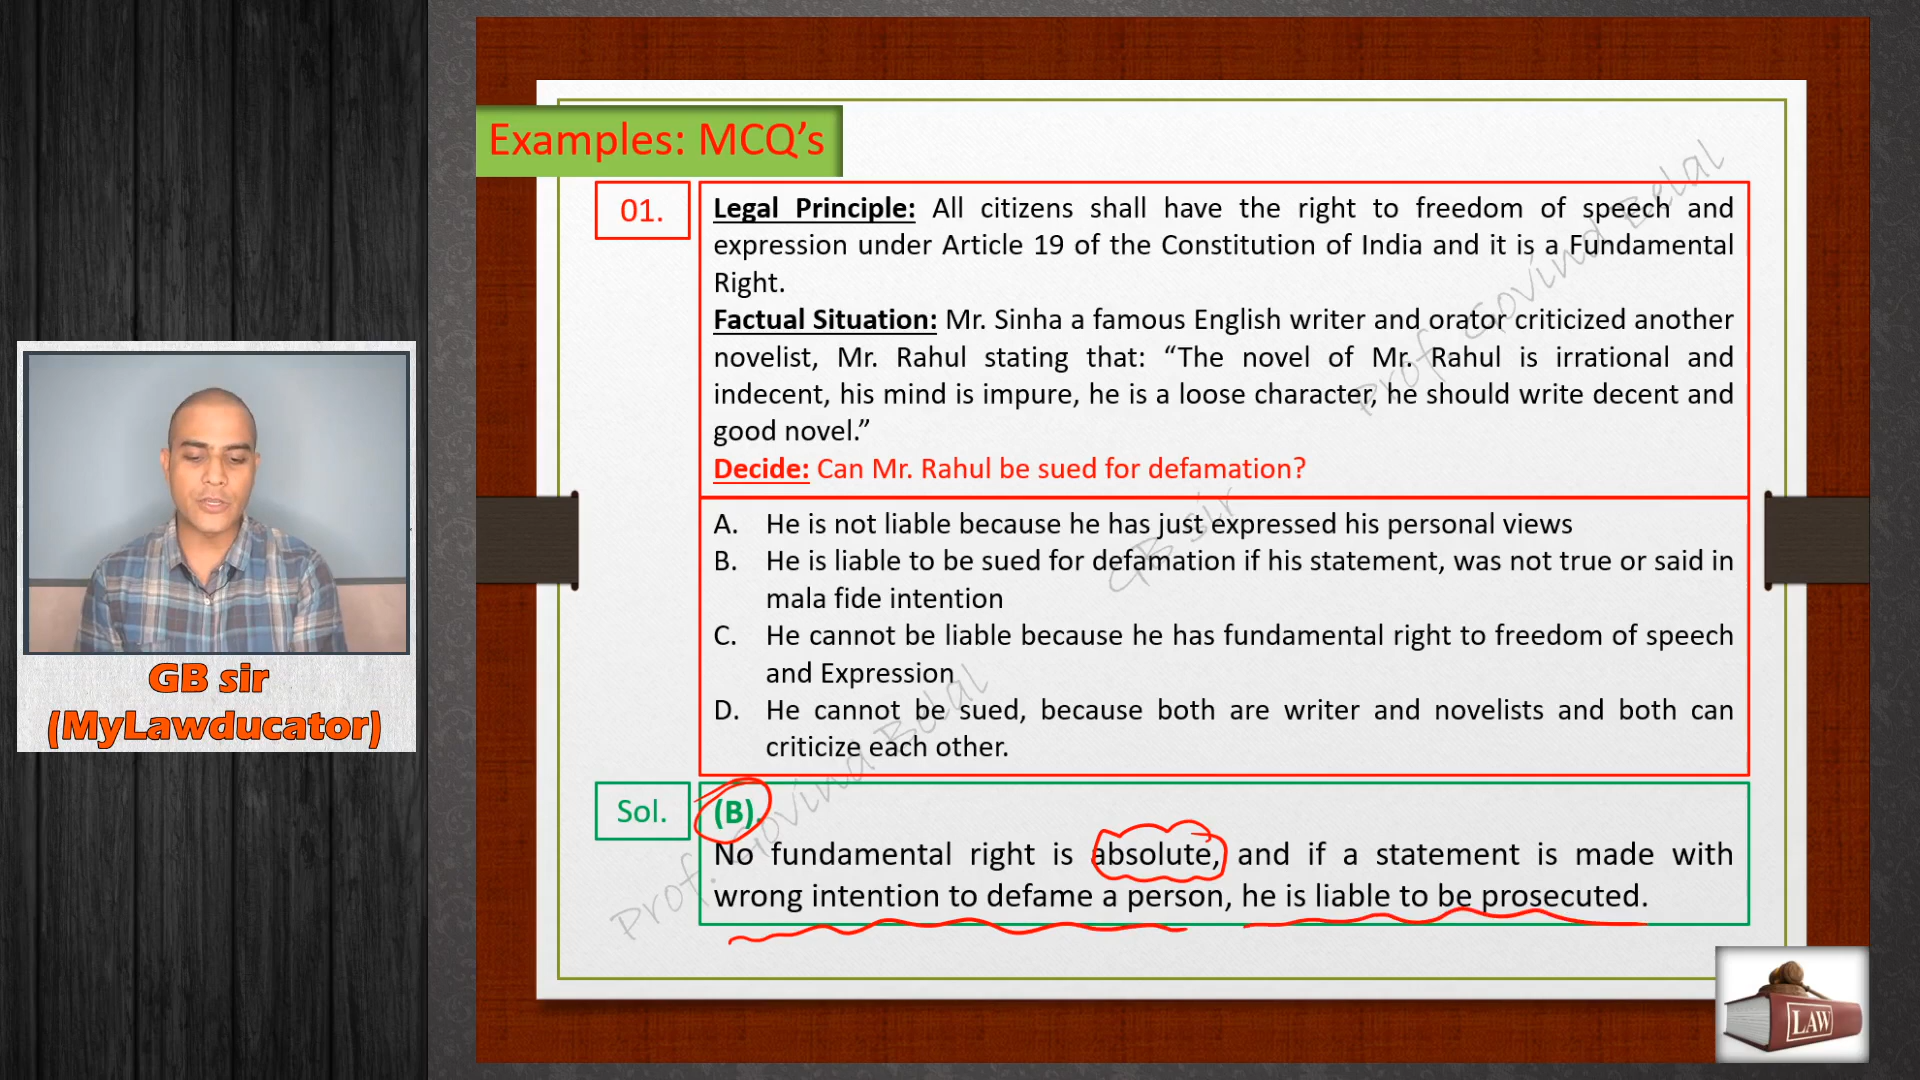 Examples: MCQ's
01.
Legal Principle: All citizens shall have the right to freedom of speech and
expression under Article 19 of the Constitution of India and it is a Fundamental
Right.
Factual Situation: Mr. Sinha a famous English writer and orator criticized another
novelist, Mr. Rahul stating that: “The novel of Mr. Rahul is irrational and
indecent, his mind is impure, he is a loose character, he should write decent and
good novel.”
Decide: Can Mr. Rahul be sued for defamation?
A. He is not liable because he has just expressed his personal views
B. He is liable to be sued for defamation if his statement, was not true or said in
mala fide intention
C. He cannot be liable because he has fundamental right to freedom of speech
and Expression
D. He cannot be sued, because both are writer and novelists and both can
criticize each other.
Sol.
(B).
No fundamental right is absolute, and if a statement is made with
wrong intention to defame a person, he is liable to be prosecuted.
Prof. Govind Belal
GB sir
Prof. Govind Belal
GB sir
(MyLawducator)
LAW